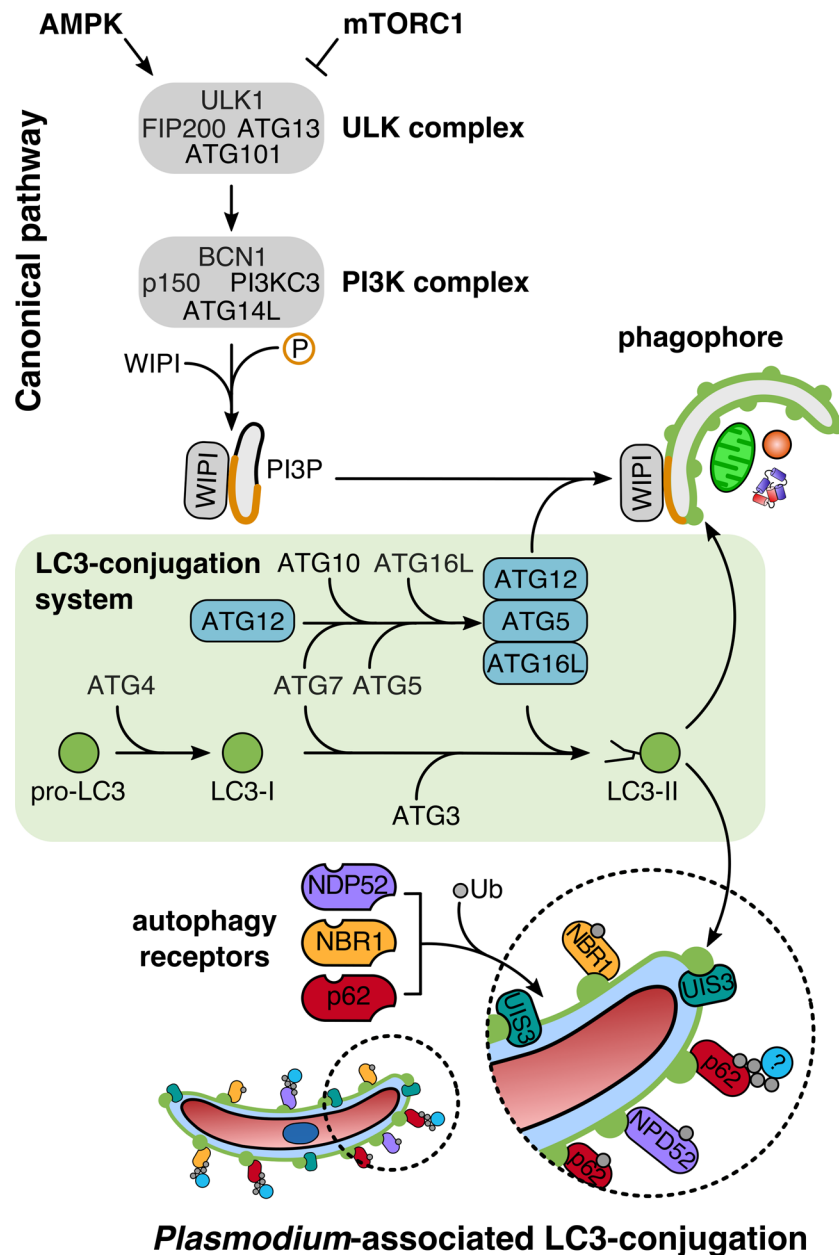 AMPK
mTORC1
Canonical pathway
ULK1
FIP200 ATG13
ATG101
ULK complex
BCN1
p150 PI3KC3
ATG14L
PI3K complex
WIPI
P
phagophore
WIPI
PI3P
WIPI
LC3-conjugation
system
ATG10
ATG16L
ATG12
ATG12
ATG5
ATG16L
ATG7
ATG5
ATG4
pro-LC3
LC3-I
ATG3
LC3-II
autophagy
receptors
NDP52
NBR1
p62
Ub
NBR1
UIS3
UIS3
p62
?
NPD52
p62
Plasmodium-associated LC3-conjugation